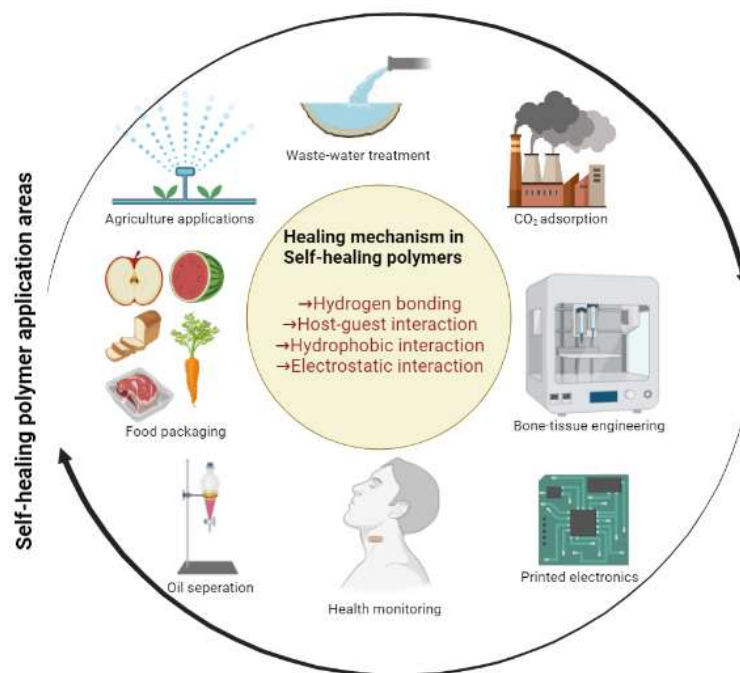 Self-healing polymer application areas
Waste-water treatment
Agriculture applications
CO₂ adsorption
Healing mechanism in
Self-healing polymers
→Hydrogen bonding
→Host-guest interaction
→Hydrophobic interaction
→Electrostatic interaction
Food packaging
Bone-tissue engineering
Oil seperation
Health monitoring
Printed electronics